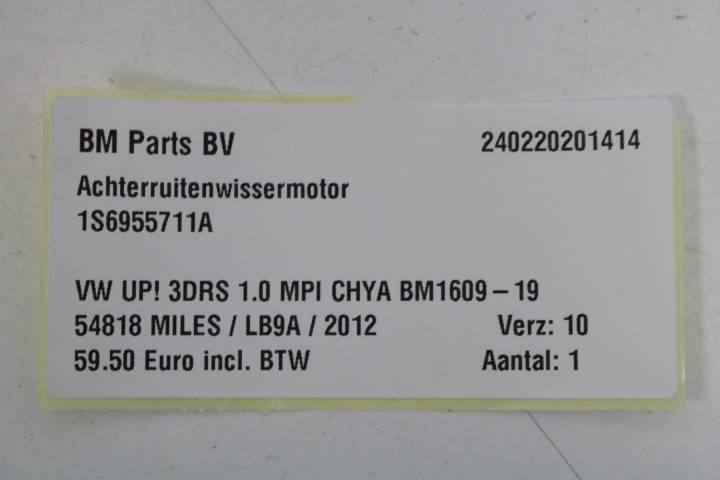 BM Parts BV 240220201414
Achterruitenwissermotor
1S6955711A
VW UP! 3DRS 1.0 MPI CHYA BM1609 – 19
54818 MILES / LB9A / 2012 Verz: 10
59.50 Euro incl. BTW Aantal: 1